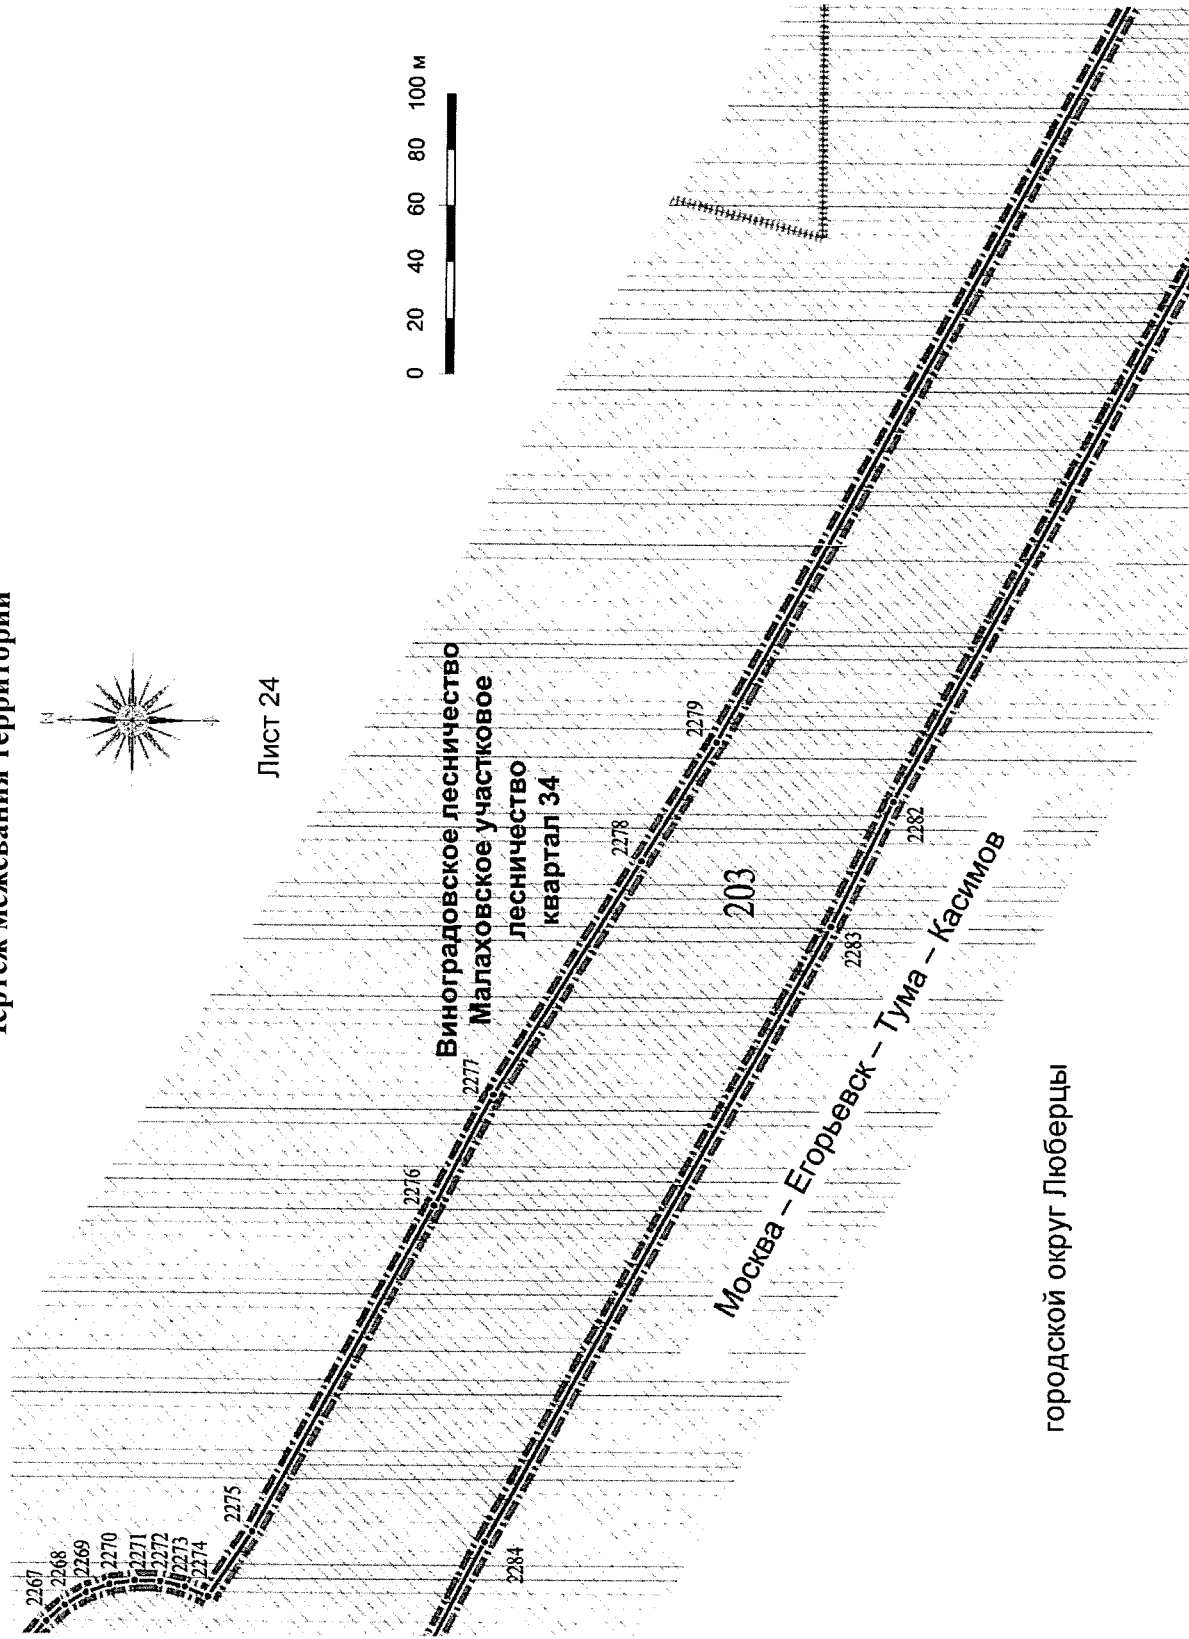 Чертеж межевания территории
N
Лист 24
0 20 40 60 80 100 м
Виноградовское лесничество
Малаховское участковое
лесничество
квартал 34
2267
2268
2269
2270
2271
2272
2273
2274
2275
2276
2277
2278
2279
203
2282
2283
2284
Москва – Егорьевск – Тума – Касимов
городской округ Люберцы